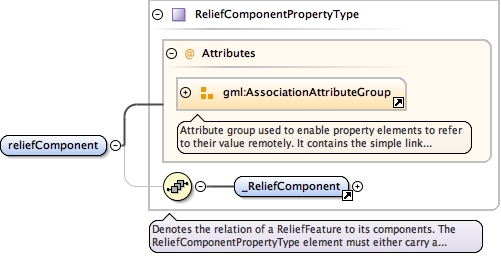 ReliefComponentPropertyType
@ Attributes
gml:AssociationAttributeGroup
Attribute group used to enable property elements to refer
to their value remotely. It contains the simple link...
reliefComponent
_ReliefComponent
Denotes the relation of a ReliefFeature to its components. The
ReliefComponentPropertyType element must either carry a...